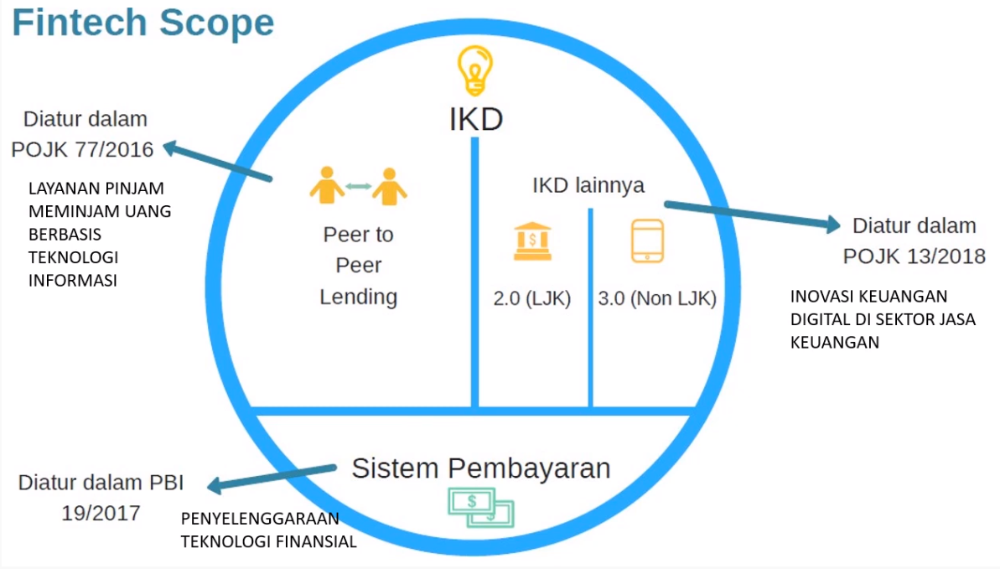 Fintech Scope
Diatur dalam
POJK 77/2016
LAYANAN PINJAM
MEMINJAM UANG
BERBASIS
TEKNOLOGI
INFORMASI
IKD
Peer to
Peer
Lending
IKD lainnya
$
2.0 (LJK)
3.0 (Non LJK)
Diatur dalam
POJK 13/2018
INOVASI KEUANGAN
DIGITAL DI SEKTOR JASA
KEUANGAN
Sistem Pembayaran
$
$
Diatur dalam PBI
19/2017
PENYELENGGARAAN
TEKNOLOGI FINANSIAL